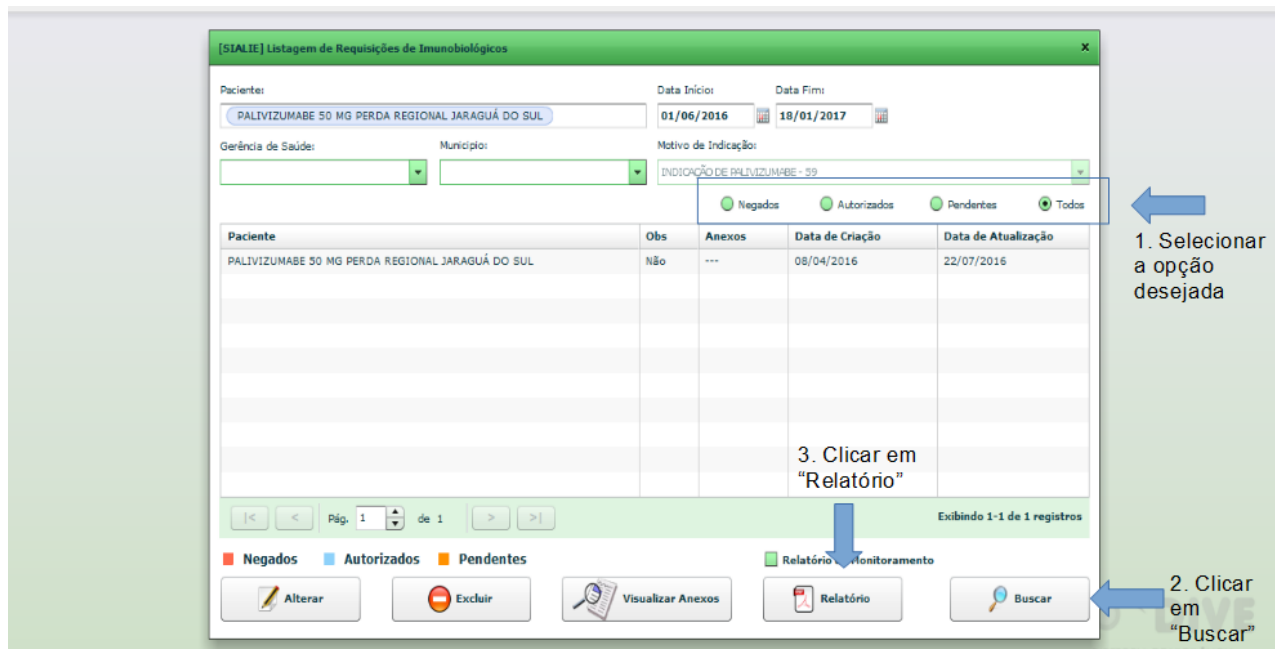 [SIALIE] Listagem de Requisições de Imunobiológicos x
Paciente: Data Início: Data Fim:
PALIVIZUMABE 50 MG PERDA REGIONAL JARAGUÁ DO SUL 01/06/2016 18/01/2017
Gerência de Saúde: Município: Motivo de Indicação:
INDICAÇÃO DE PALIVIZUMABE - 59
Negados Autorizados Pendentes Todos
1. Selecionar
a opção
desejada
Paciente Obs Anexos Data de Criação Data de Atualização
PALIVIZUMABE 50 MG PERDA REGIONAL JARAGUÁ DO SUL Não --- 08/04/2016 22/07/2016
3. Clicar em
“Relatório”
|< < Pág. 1 de 1 > >| Exibindo 1-1 de 1 registros
Negados Autorizados Pendentes Relatório Monitoramento
Alterar Excluir Visualizar Anexos Relatório Buscar
2. Clicar
em
“Buscar”
DIVE